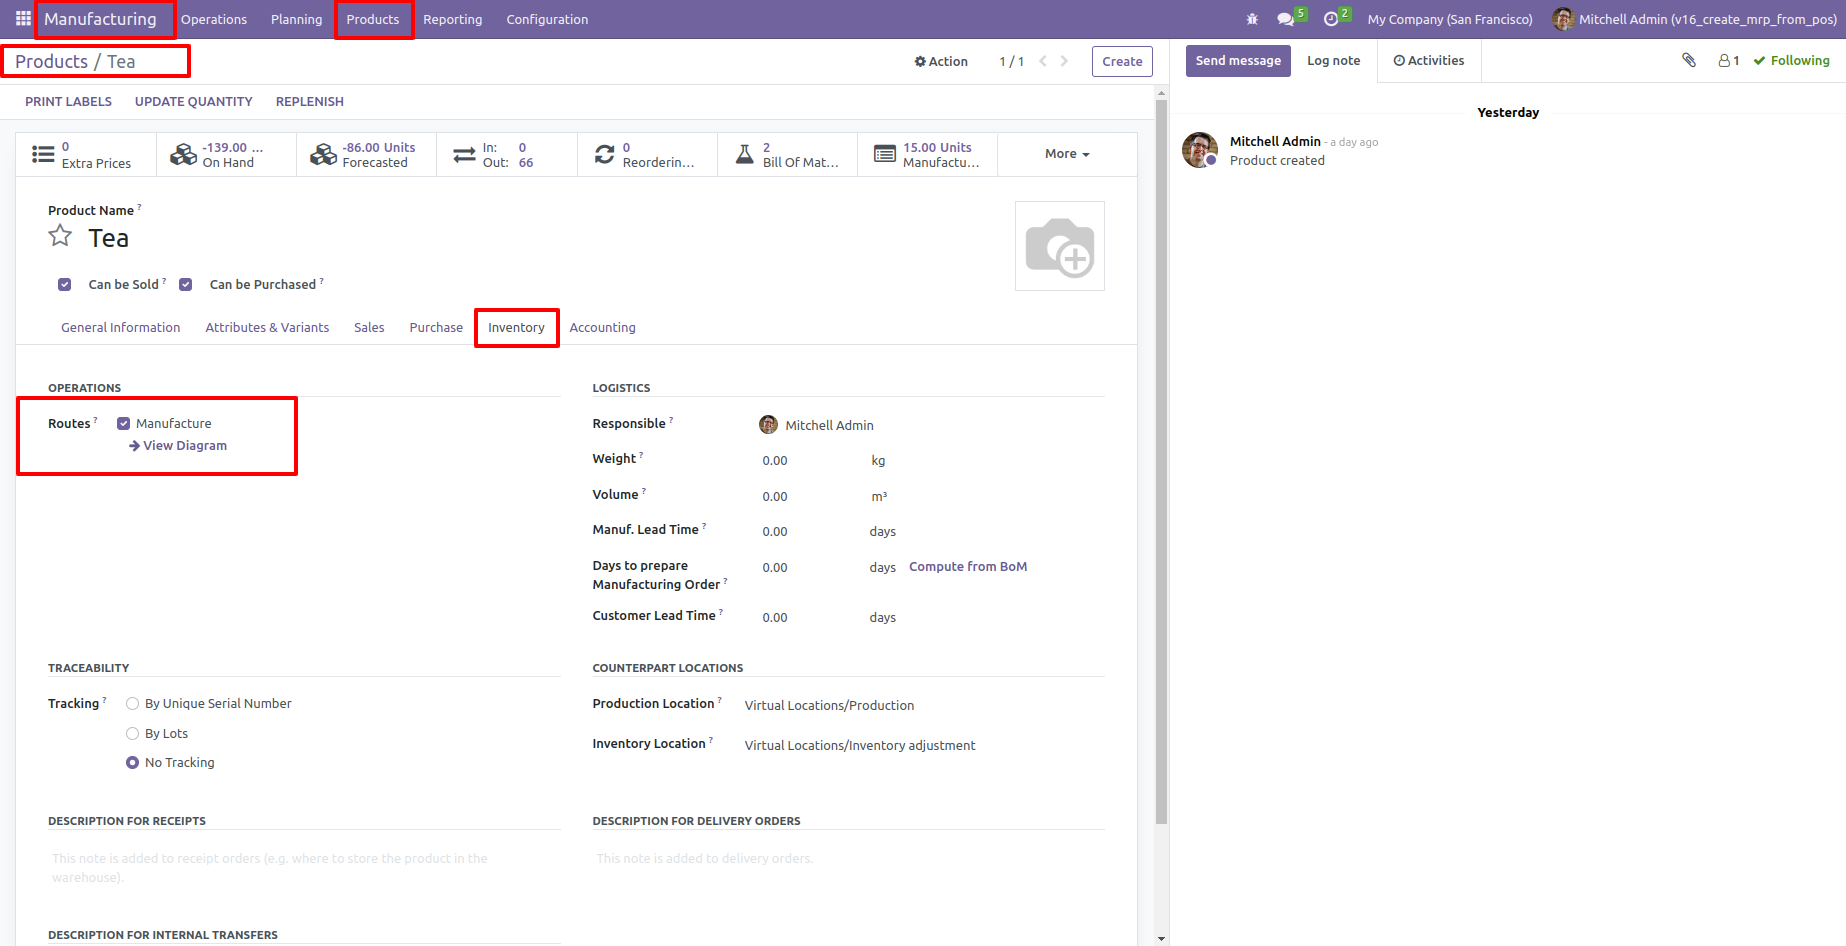 Manufacturing Operations Planning Products Reporting Configuration 5 2 My Company (San Francisco) Mitchell Admin (v16_create_mrp_from_pos)
Products / Tea Action 1 / 1 Create
PRINT LABELS UPDATE QUANTITY REPLENISH
0 Extra Prices
-139.00 ... On Hand
-86.00 Units Forecasted
In: 0
Out: 66
0 Reorderin...
2 Bill Of Mat...
15.00 Units Manufactu...
More
Product Name ?
Tea
Can be Sold ? Can be Purchased ?
General Information Attributes & Variants Sales Purchase Inventory Accounting
OPERATIONS
Routes ? Manufacture
View Diagram
LOGISTICS
Responsible ? Mitchell Admin
Weight ? 0.00 kg
Volume ? 0.00 m³
Manuf. Lead Time ? 0.00 days
Days to prepare
Manufacturing Order ? 0.00 days Compute from BoM
Customer Lead Time ? 0.00 days
TRACEABILITY
Tracking ? By Unique Serial Number
By Lots
No Tracking
COUNTERPART LOCATIONS
Production Location ? Virtual Locations/Production
Inventory Location ? Virtual Locations/Inventory adjustment
DESCRIPTION FOR RECEIPTS
This note is added to receipt orders (e.g. where to store the product in the
warehouse).
DESCRIPTION FOR DELIVERY ORDERS
This note is added to delivery orders.
DESCRIPTION FOR INTERNAL TRANSFERS
Send message Log note Activities 1 Following
Yesterday
Mitchell Admin - a day ago
Product created